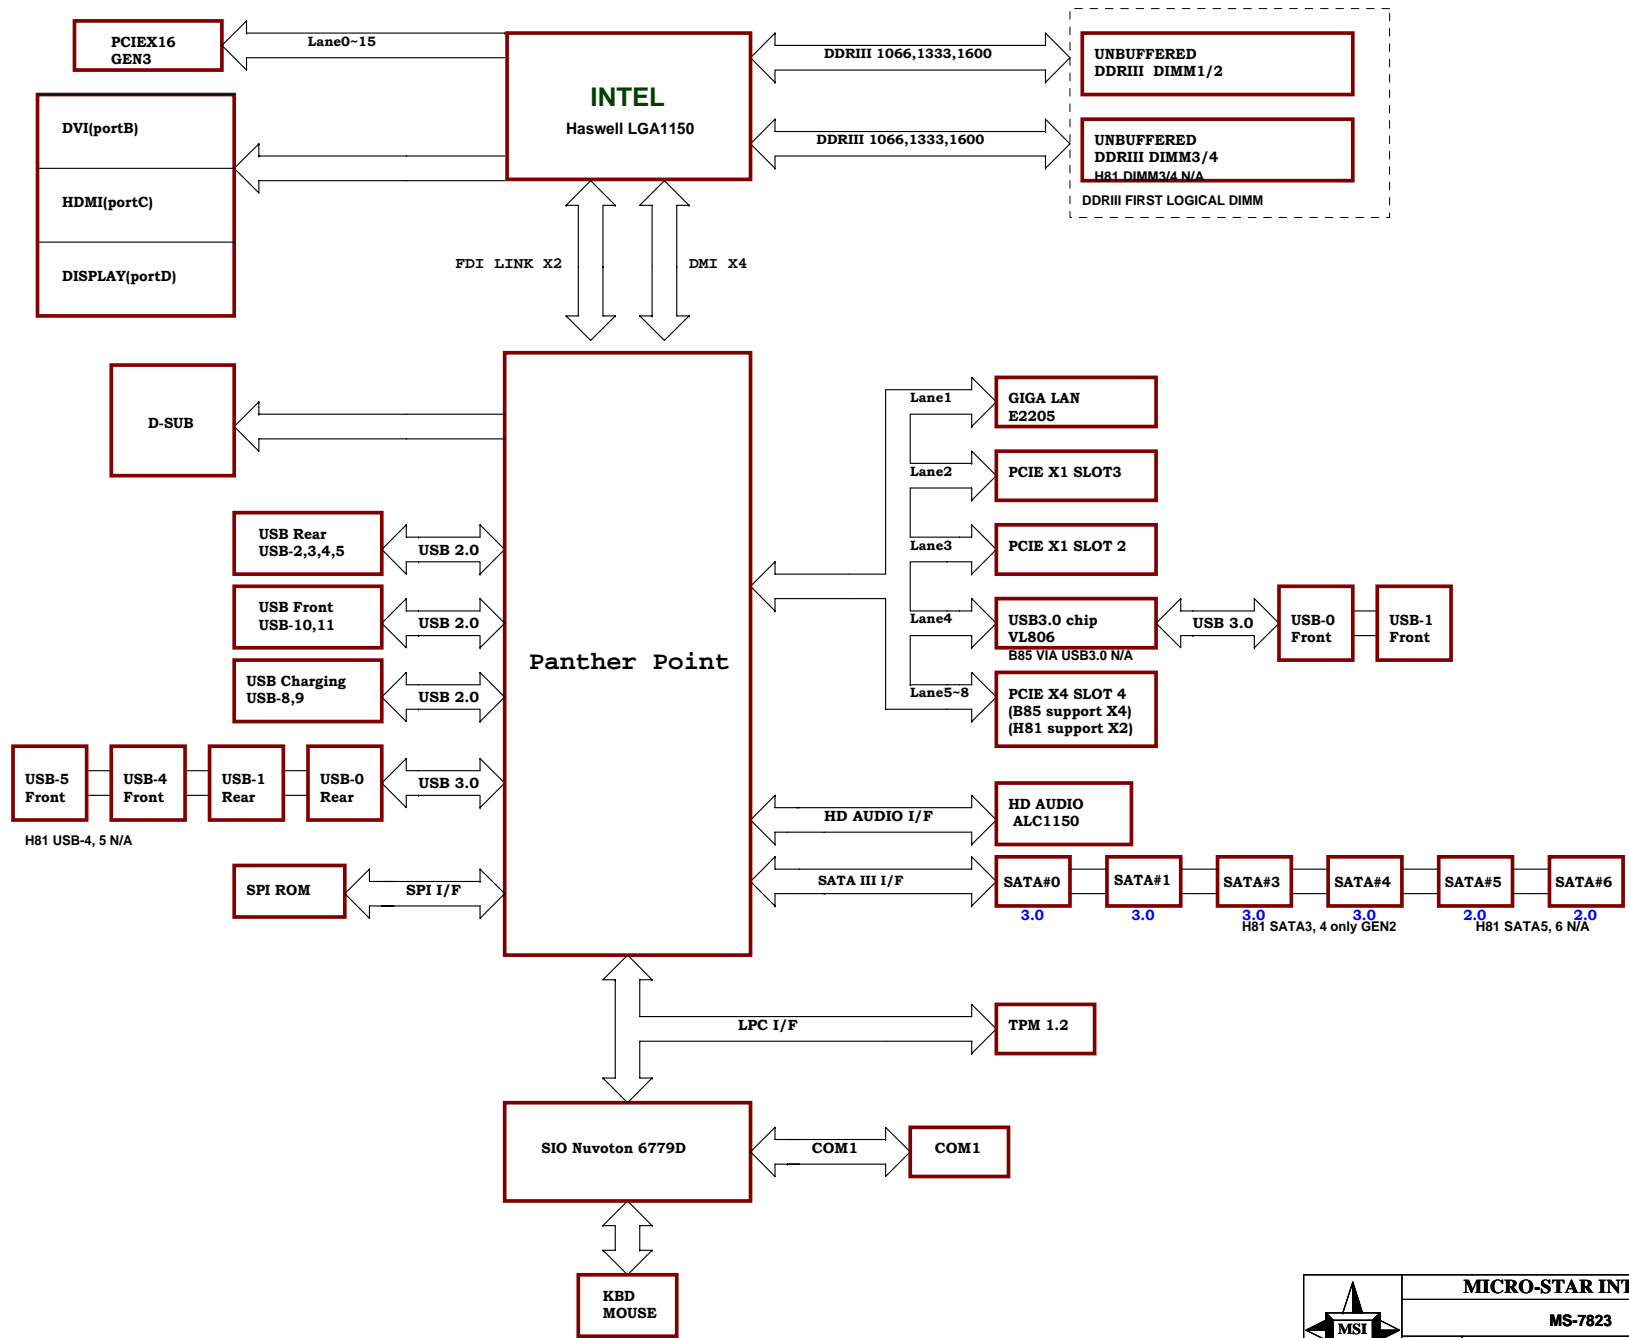 PCIEX16
GEN3
Lane0~15
INTEL
Haswell LGA1150
DDRIII 1066,1333,1600
UNBUFFERED
DDRIII DIMM1/2
DVI(portB)
HDMI(portC)
DISPLAY(portD)
DDRIII 1066,1333,1600
UNBUFFERED
DDRIII DIMM3/4
H81 DIMM3/4 N/A
DDRIII FIRST LOGICAL DIMM
FDI LINK X2
DMI X4
D-SUB
Panther Point
Lane1
GIGA LAN
E2205
Lane2
PCIE X1 SLOT3
Lane3
PCIE X1 SLOT 2
Lane4
USB3.0 chip
VL806
B85 VIA USB3.0 N/A
USB 3.0
USB-0
Front
USB-1
Front
Lane5~8
PCIE X4 SLOT 4
(B85 support X4)
(H81 support X2)
USB Rear
USB-2,3,4,5
USB 2.0
USB Front
USB-10,11
USB 2.0
USB Charging
USB-8,9
USB 2.0
USB-5
Front
USB-4
Front
USB-1
Rear
USB-0
Rear
USB 3.0
H81 USB-4, 5 N/A
SPI ROM
SPI I/F
HD AUDIO I/F
HD AUDIO
ALC1150
SATA III I/F
SATA#0
SATA#1
SATA#3
SATA#4
SATA#5
SATA#6
3.0
3.0
3.0
3.0
2.0
2.0
H81 SATA3, 4 only GEN2
H81 SATA5, 6 N/A
LPC I/F
TPM 1.2
SIO Nuvoton 6779D
COM1
COM1
KBD
MOUSE
MSI
MICRO-STAR INT
MS-7823